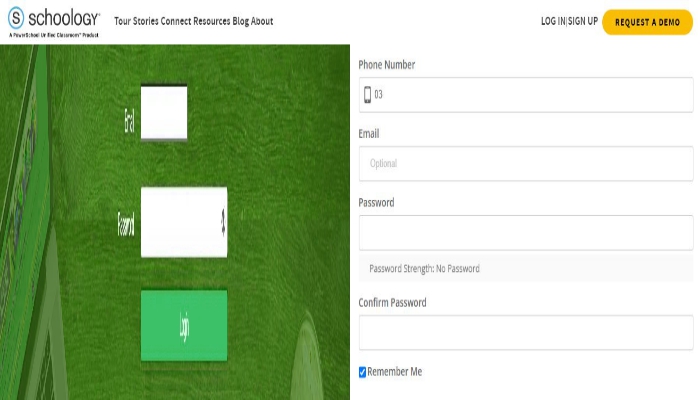 S schoology®
A PowerSchool Unified Classroom™ Product
Tour Stories Connect Resources Blog About
LOG IN|SIGN UP
REQUEST A DEMO
Email
Password
Login
Phone Number
03
Email
Optional
Password
Password Strength: No Password
Confirm Password
Remember Me